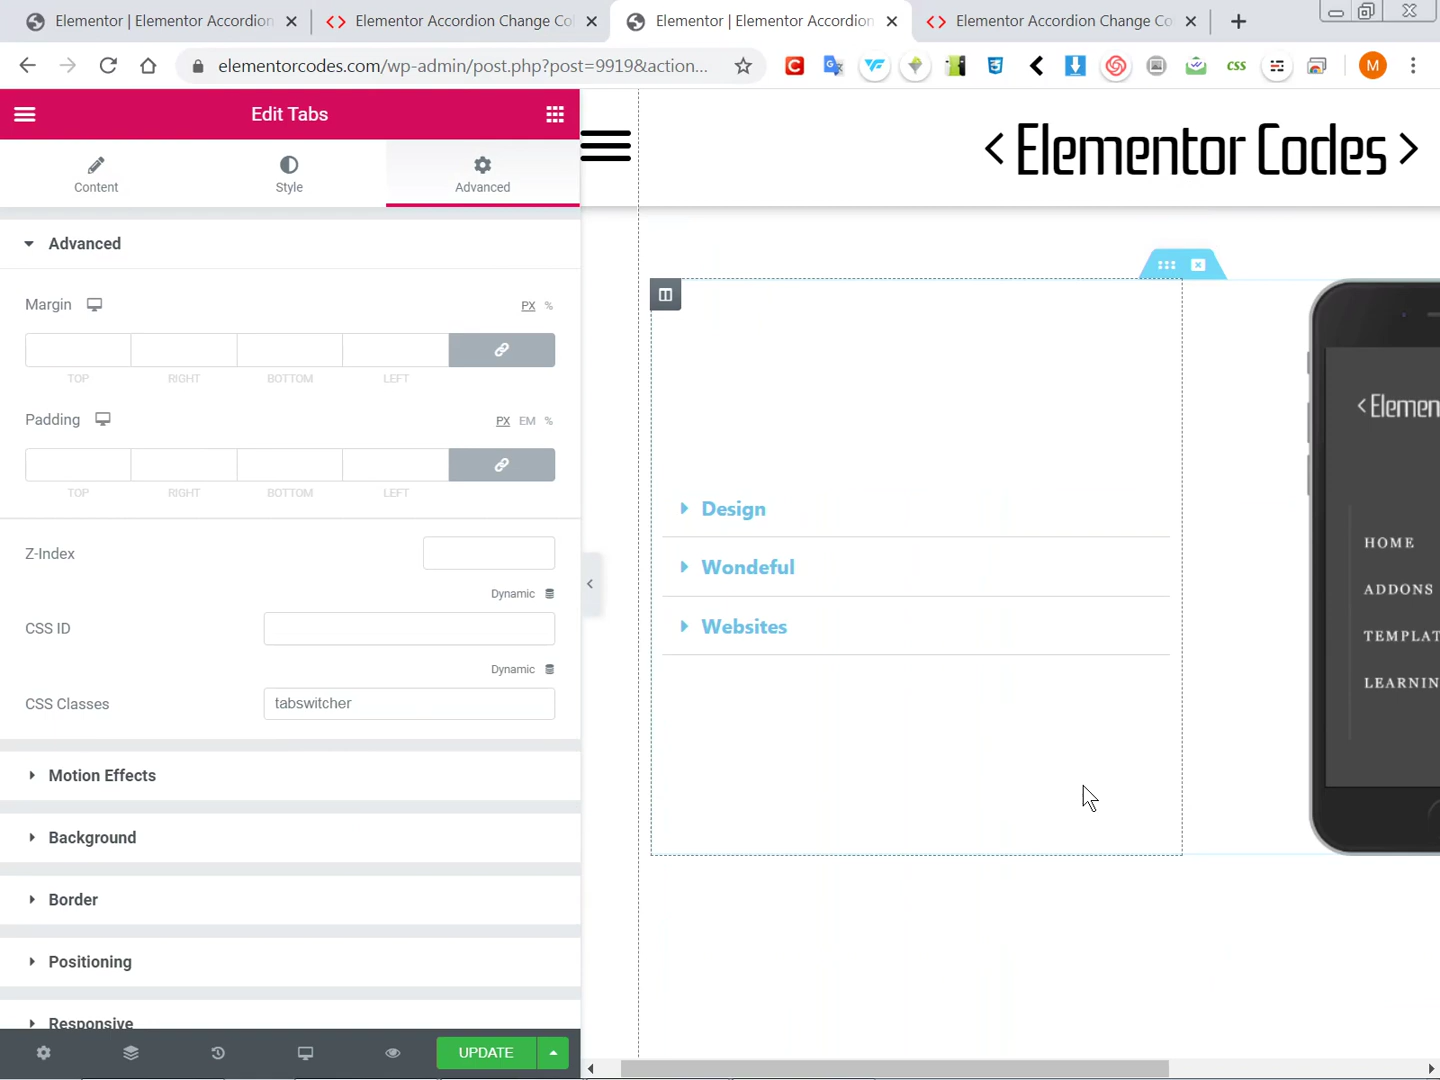 Elementor | Elementor Accordion
Elementor Accordion Change Co
Elementor | Elementor Accordion
Elementor Accordion Change Co
elementorcodes.com/wp-admin/post.php?post=9919&action...
css
M
Edit Tabs
Content
Style
Advanced
Advanced
Margin
PX %
TOP RIGHT BOTTOM LEFT
Padding
PX EM %
TOP RIGHT BOTTOM LEFT
Z-Index
Dynamic
CSS ID
Dynamic
CSS Classes
tabswitcher
Motion Effects
Background
Border
Positioning
Responsive
UPDATE
< Elementor Codes >
Design
Wondeful
Websites
<Elemen
HOME
ADDONS
TEMPLAT
LEARNIN